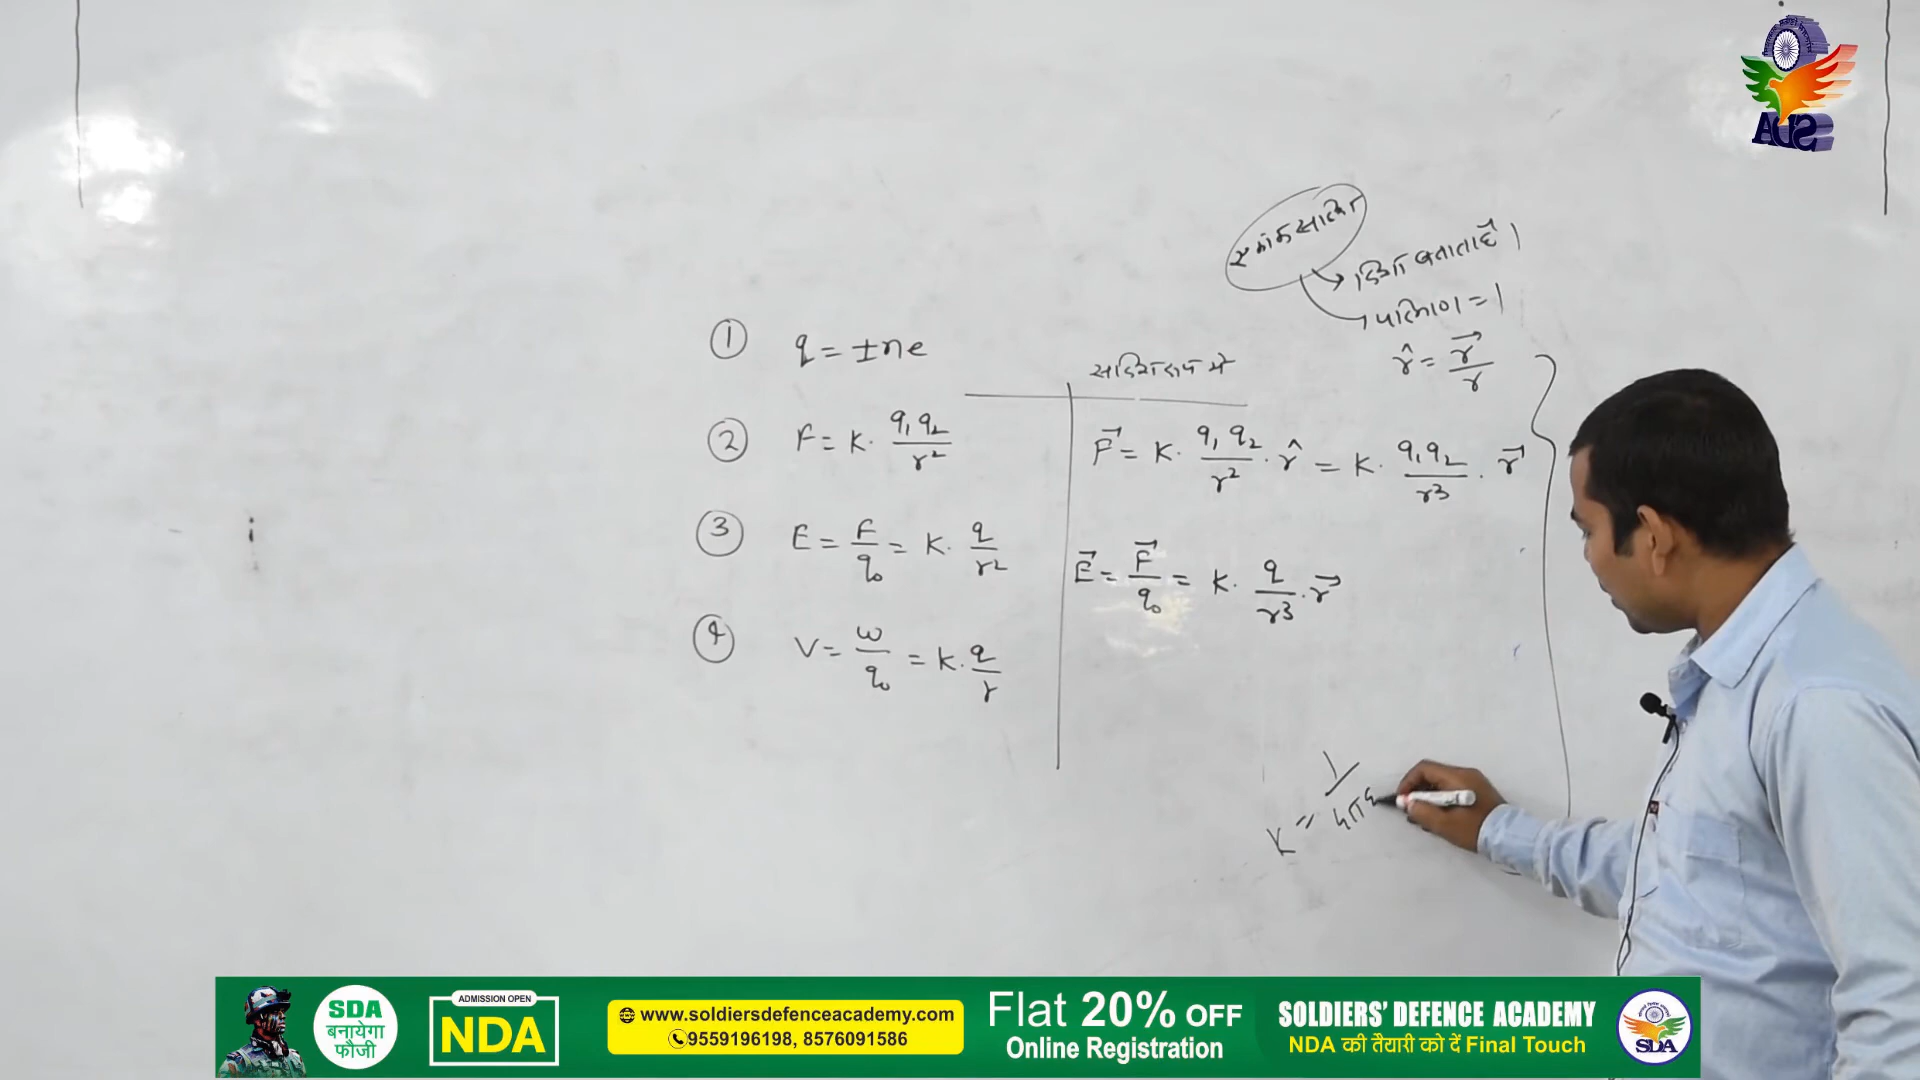 SDA
एकांक सदिश
→ दिशा बताता है।
→ परिमाण = 1
r̂ = r⃗/r
① q = ±ne
सदिश रूप में
② F = K. q₁q₂/r²
F⃗ = K. q₁q₂/r² . r̂ = K. q₁q₂/r³ . r⃗
③ E = F/q₀ = K. q/r²
E⃗ = F⃗/q₀ = K. q/r³ . r⃗
④ V = W/q₀ = K. q/r
K = 1/4πε
SDA
बनायेगा
फौजी
ADMISSION OPEN
NDA
www.soldiersdefenceacademy.com
9559196198, 8576091586
Flat 20% OFF
Online Registration
SOLDIERS' DEFENCE ACADEMY
NDA की तैयारी को दें Final Touch
SDA